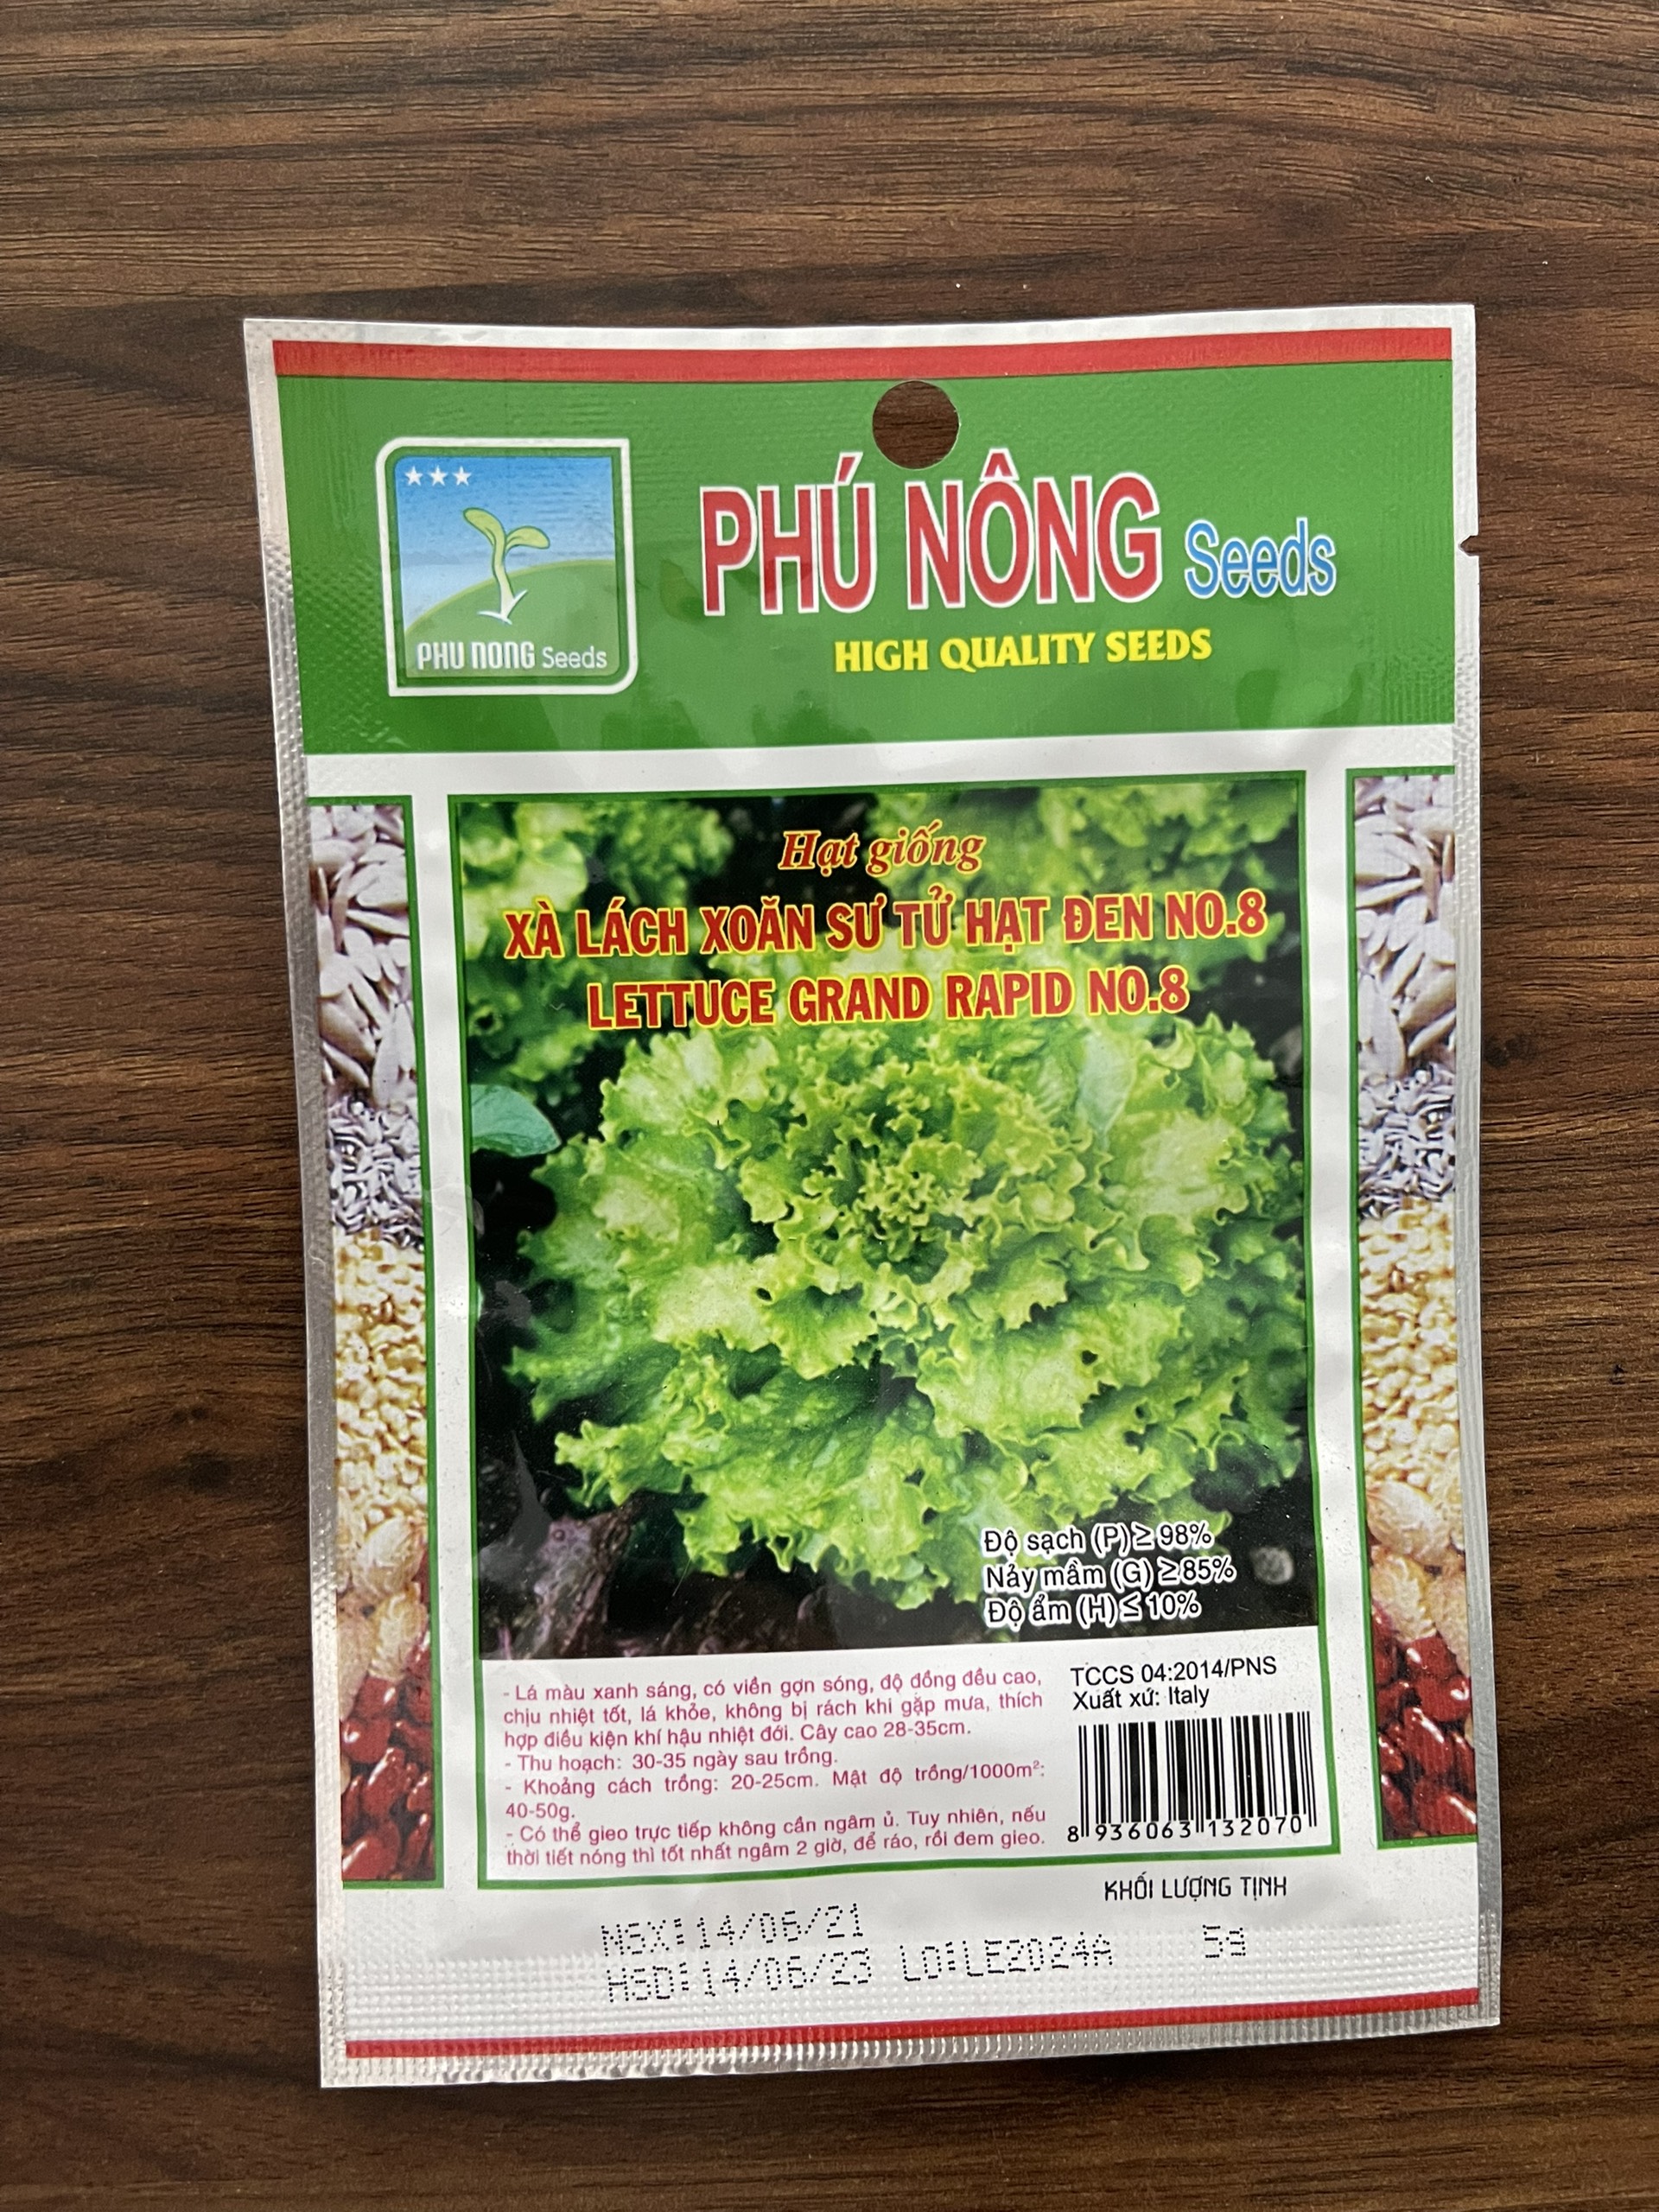 PHU NONG Seeds
PHÚ NÔNG Seeds
HIGH QUALITY SEEDS
Hạt giống
XÀ LÁCH XOĂN SƯ TỬ HẠT ĐEN NO.8
LETTUCE GRAND RAPID NO.8
Độ sạch (P)≥ 98%
Nảy mầm (G) ≥85%
Độ ẩm (H)≤ 10%
- Lá màu xanh sáng, có viền gợn sóng, độ đồng đều cao,
chịu nhiệt tốt, lá khỏe, không bị rách khi gặp mưa, thích
hợp điều kiện khí hậu nhiệt đới. Cây cao 28-35cm.
- Thu hoạch: 30-35 ngày sau trồng.
- Khoảng cách trồng: 20-25cm. Mật độ trồng/1000m²:
40-50g.
- Có thể gieo trực tiếp không cần ngâm ủ. Tuy nhiên, nếu
thời tiết nóng thì tốt nhất ngâm 2 giờ, để ráo, rồi đem gieo.
TCCS 04:2014/PNS
Xuất xứ: Italy
8 936063 132070
KHỐI LƯỢNG TỊNH
5g
NSX:14/06/21
HSD:14/06/23 LO:LE2024A